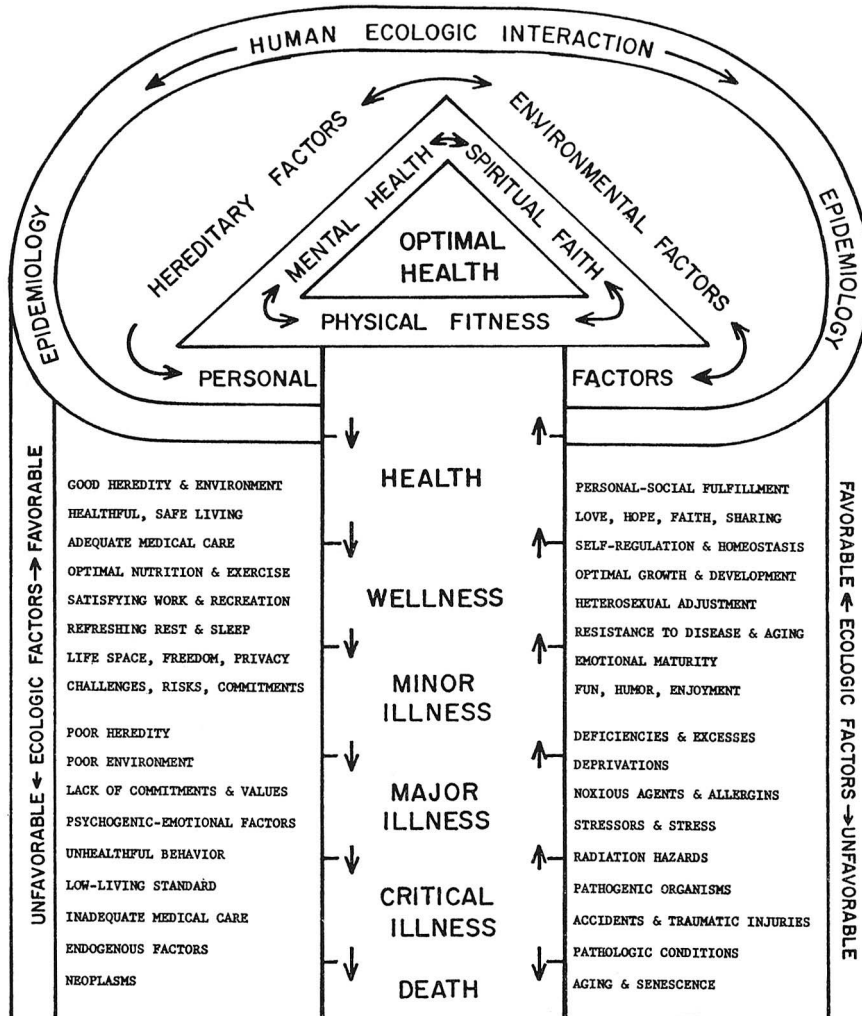 HUMAN ECOLOGIC INTERACTION
EPIDEMIOLOGY
EPIDEMIOLOGY
HEREDITARY FACTORS
ENVIRONMENTAL FACTORS
MENTAL HEALTH
SPIRITUAL FAITH
OPTIMAL
HEALTH
PHYSICAL FITNESS
PERSONAL FACTORS
UNFAVORABLE ← ECOLOGIC FACTORS → FAVORABLE
GOOD HEREDITY & ENVIRONMENT
HEALTHFUL, SAFE LIVING
ADEQUATE MEDICAL CARE
OPTIMAL NUTRITION & EXERCISE
SATISFYING WORK & RECREATION
REFRESHING REST & SLEEP
LIFE SPACE, FREEDOM, PRIVACY
CHALLENGES, RISKS, COMMITMENTS
POOR HEREDITY
POOR ENVIRONMENT
LACK OF COMMITMENTS & VALUES
PSYCHOGENIC-EMOTIONAL FACTORS
UNHEALTHFUL BEHAVIOR
LOW-LIVING STANDARD
INADEQUATE MEDICAL CARE
ENDOGENOUS FACTORS
NEOPLASMS
HEALTH
WELLNESS
MINOR
ILLNESS
MAJOR
ILLNESS
CRITICAL
ILLNESS
DEATH
PERSONAL-SOCIAL FULFILLMENT
LOVE, HOPE, FAITH, SHARING
SELF-REGULATION & HOMEOSTASIS
OPTIMAL GROWTH & DEVELOPMENT
HETEROSEXUAL ADJUSTMENT
RESISTANCE TO DISEASE & AGING
EMOTIONAL MATURITY
FUN, HUMOR, ENJOYMENT
DEFICIENCIES & EXCESSES
DEPRIVATIONS
NOXIOUS AGENTS & ALLERGINS
STRESSORS & STRESS
RADIATION HAZARDS
PATHOGENIC ORGANISMS
ACCIDENTS & TRAUMATIC INJURIES
PATHOLOGIC CONDITIONS
AGING & SENESCENCE
FAVORABLE ← ECOLOGIC FACTORS → UNFAVORABLE